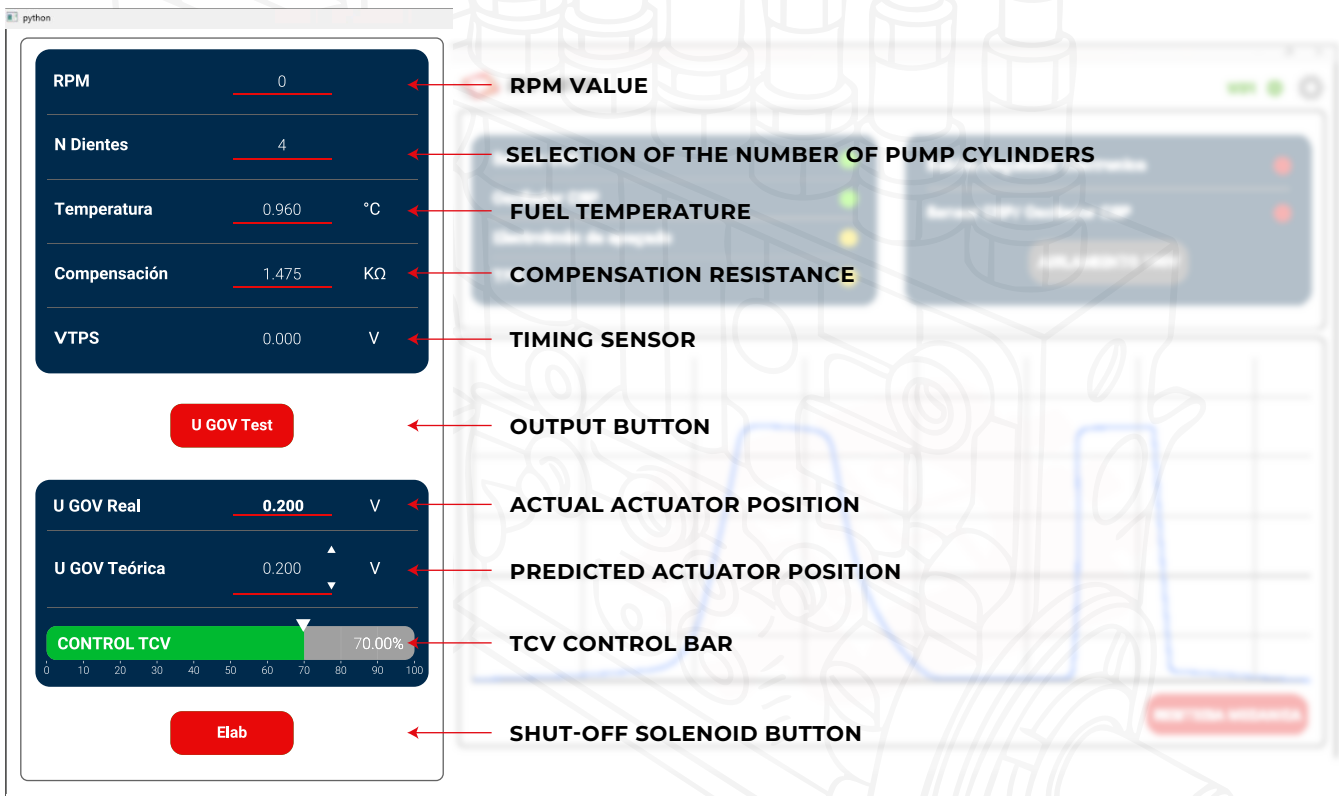 python
RPM 0
RPM VALUE
N Dientes 4
SELECTION OF THE NUMBER OF PUMP CYLINDERS
Temperatura 0.960 °C
FUEL TEMPERATURE
Compensación 1.475 KΩ
COMPENSATION RESISTANCE
VTPS 0.000 V
TIMING SENSOR
U GOV Test
OUTPUT BUTTON
U GOV Real 0.200 V
ACTUAL ACTUATOR POSITION
U GOV Teórica 0.200 V
PREDICTED ACTUATOR POSITION
CONTROL TCV 70.00%
TCV CONTROL BAR
0 10 20 30 40 50 60 70 80 90 100
Elab
SHUT-OFF SOLENOID BUTTON